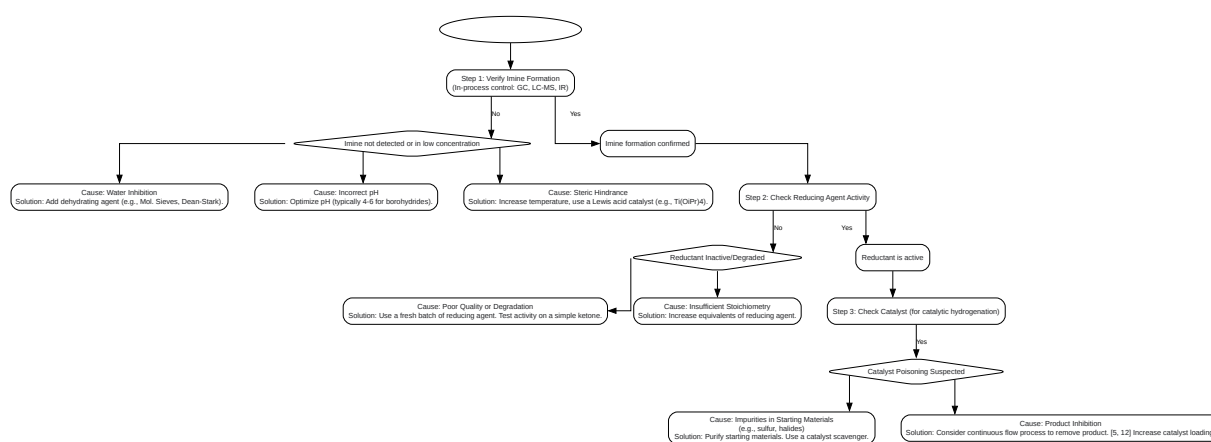 Step 1: Verify Imine Formation
(In-process control: GC, LC-MS, IR)
No
Yes
Imine not detected or in low concentration
Imine formation confirmed
Cause: Water Inhibition
Solution: Add dehydrating agent (e.g., Mol. Sieves, Dean-Stark).
Cause: Incorrect pH
Solution: Optimize pH (typically 4-6 for borohydrides).
Cause: Steric Hindrance
Solution: Increase temperature, use a Lewis acid catalyst (e.g., Ti(OiPr)4).
Step 2: Check Reducing Agent Activity
No
Yes
Reductant Inactive/Degraded
Reductant is active
Cause: Poor Quality or Degradation
Solution: Use a fresh batch of reducing agent. Test activity on a simple ketone.
Cause: Insufficient Stoichiometry
Solution: Increase equivalents of reducing agent.
Step 3: Check Catalyst (for catalytic hydrogenation)
Yes
Catalyst Poisoning Suspected
Cause: Impurities in Starting Materials
(e.g., sulfur, halides)
Solution: Purify starting materials. Use a catalyst scavenger.
Cause: Product Inhibition
Solution: Consider continuous flow process to remove product. [5, 12] Increase catalyst loading